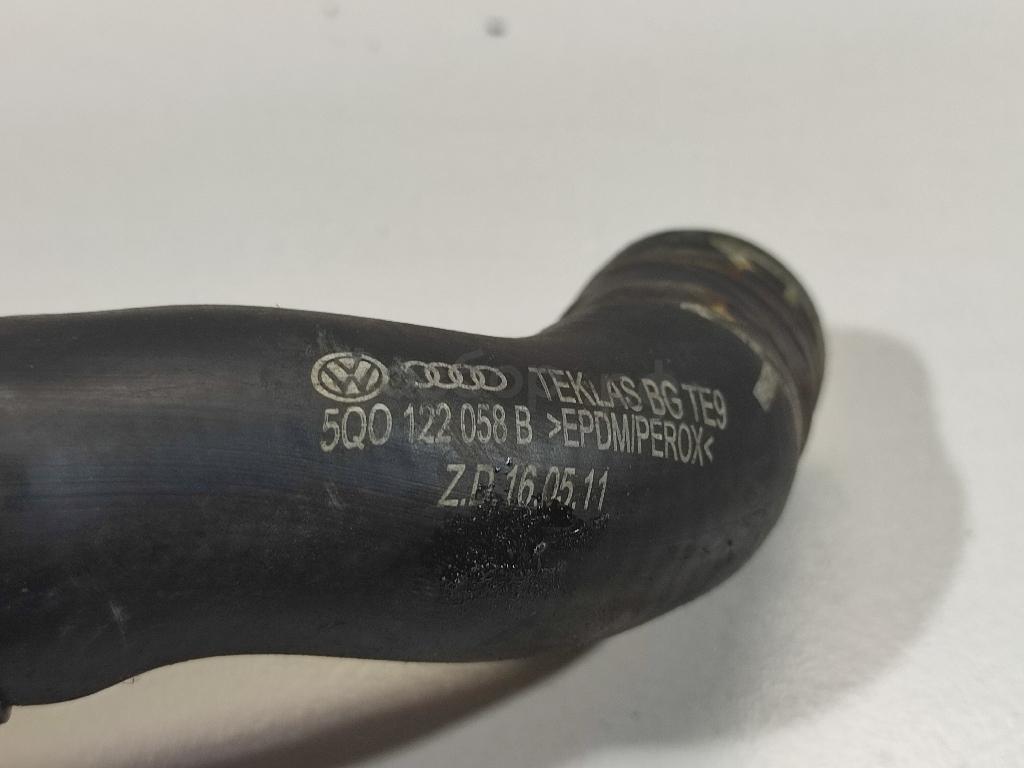 TEKLAS BG TE9
5Q0 122 058 B >EPDM/PEROX<
Z.D. 16.05.11